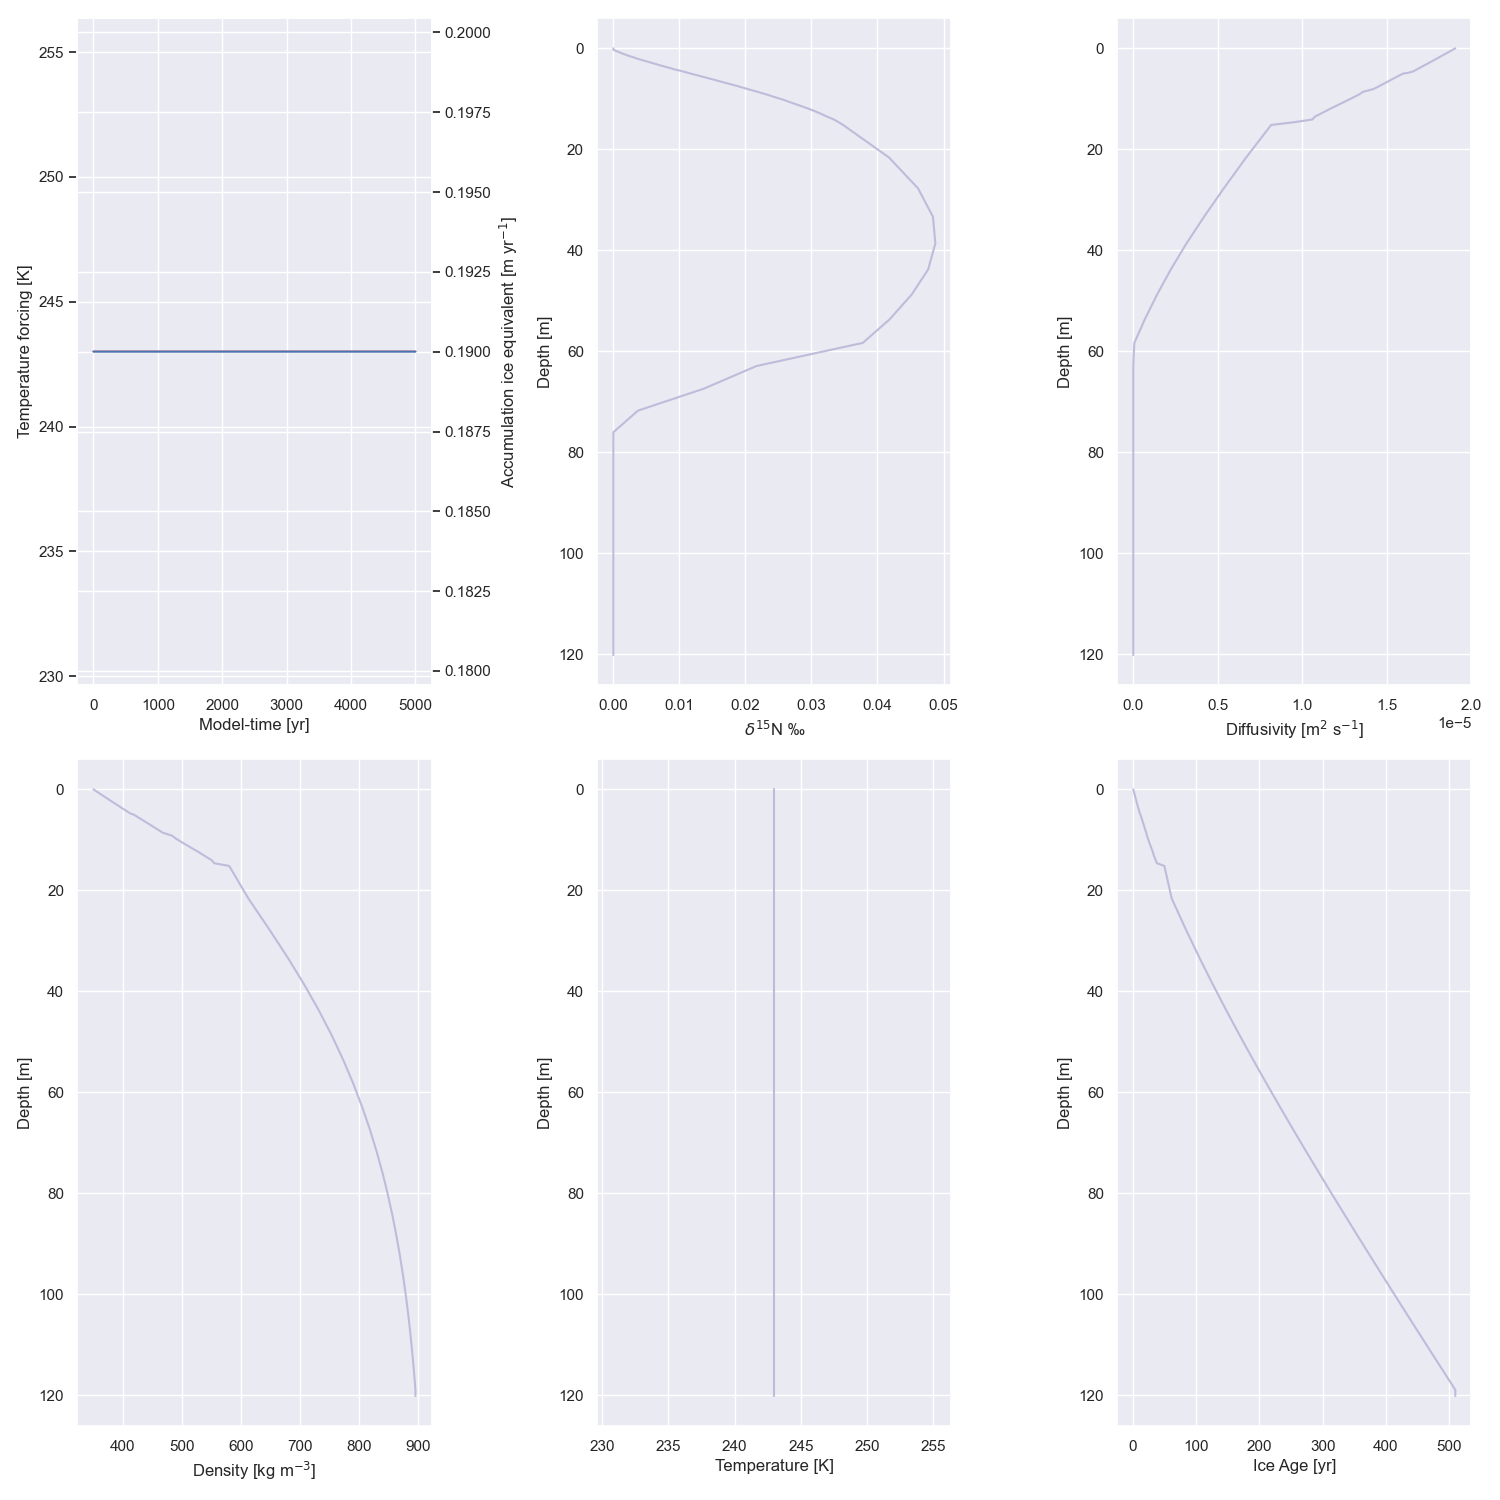 255
250
245
240
235
230
Temperature forcing [K]
0 1000 2000 3000 4000 5000
Model-time [yr]
0.2000
0.1975
0.1950
0.1925
0.1900
0.1875
0.1850
0.1825
0.1800
Accumulation ice equivalent [m yr⁻¹]
0
20
40
60
80
100
120
Depth [m]
0.00 0.01 0.02 0.03 0.04 0.05
δ¹⁵N ‰
0
20
40
60
80
100
120
Depth [m]
0.0 0.5 1.0 1.5 2.0
1e−5
Diffusivity [m² s⁻¹]
0
20
40
60
80
100
120
Depth [m]
400 500 600 700 800 900
Density [kg m⁻³]
0
20
40
60
80
100
120
Depth [m]
230 235 240 245 250 255
Temperature [K]
0
20
40
60
80
100
120
Depth [m]
0 100 200 300 400 500
Ice Age [yr]